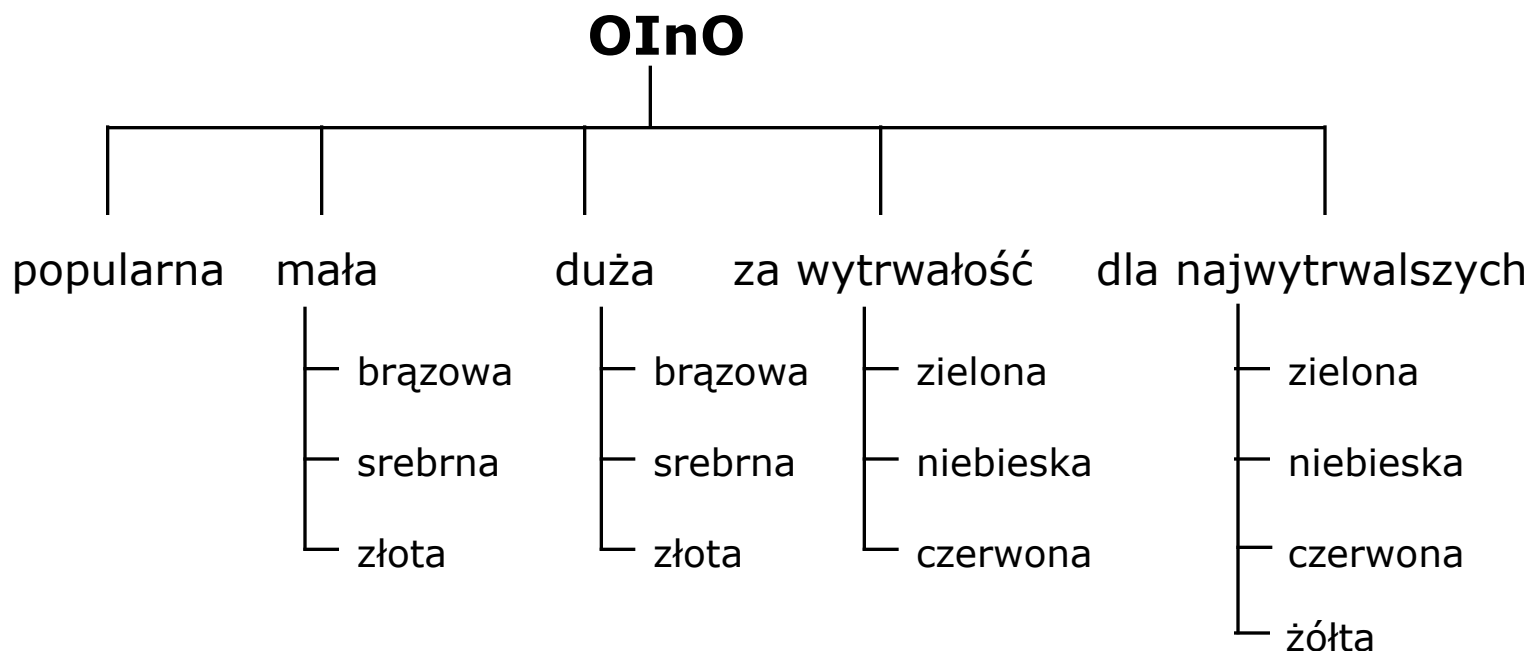 OInO
popularna mała duża za wytrwałość dla najwytrwalszych
brązowa brązowa zielona zielona
srebrna srebrna niebieska niebieska
złota złota czerwona czerwona
żółta